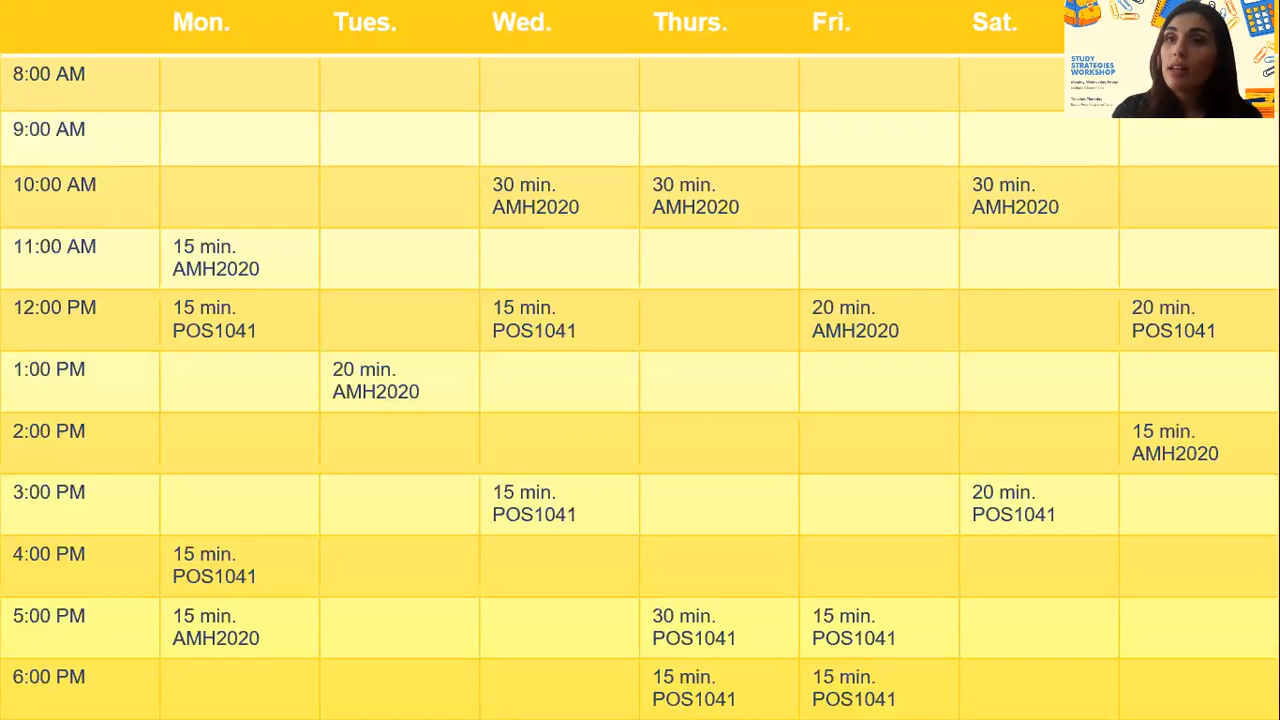 Mon. Tues. Wed. Thurs. Fri. Sat.
STUDY
STRATEGIES
WORKSHOP
Monday, Wednesday, Friday
Tuesday, Thursday
8:00 AM
9:00 AM
10:00 AM 30 min. 30 min. 30 min.
AMH2020 AMH2020 AMH2020
11:00 AM 15 min.
AMH2020
12:00 PM 15 min. 15 min. 20 min. 20 min.
POS1041 POS1041 AMH2020 POS1041
1:00 PM 20 min.
AMH2020
2:00 PM 15 min.
AMH2020
3:00 PM 15 min. 20 min.
POS1041 POS1041
4:00 PM 15 min.
POS1041
5:00 PM 15 min. 30 min. 15 min.
AMH2020 POS1041 POS1041
6:00 PM 15 min. 15 min.
POS1041 POS1041